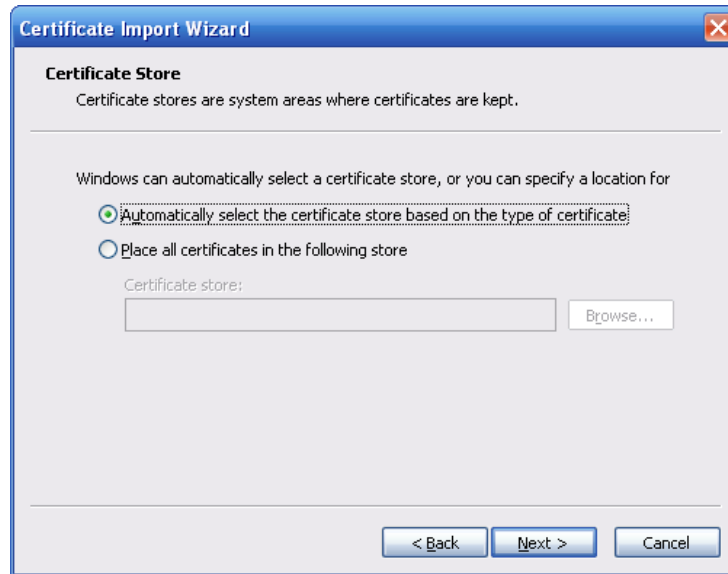 Certificate Import Wizard
Certificate Store
Certificate stores are system areas where certificates are kept.
Windows can automatically select a certificate store, or you can specify a location for
Automatically select the certificate store based on the type of certificate
Place all certificates in the following store
Certificate store:
Browse...
< Back Next > Cancel